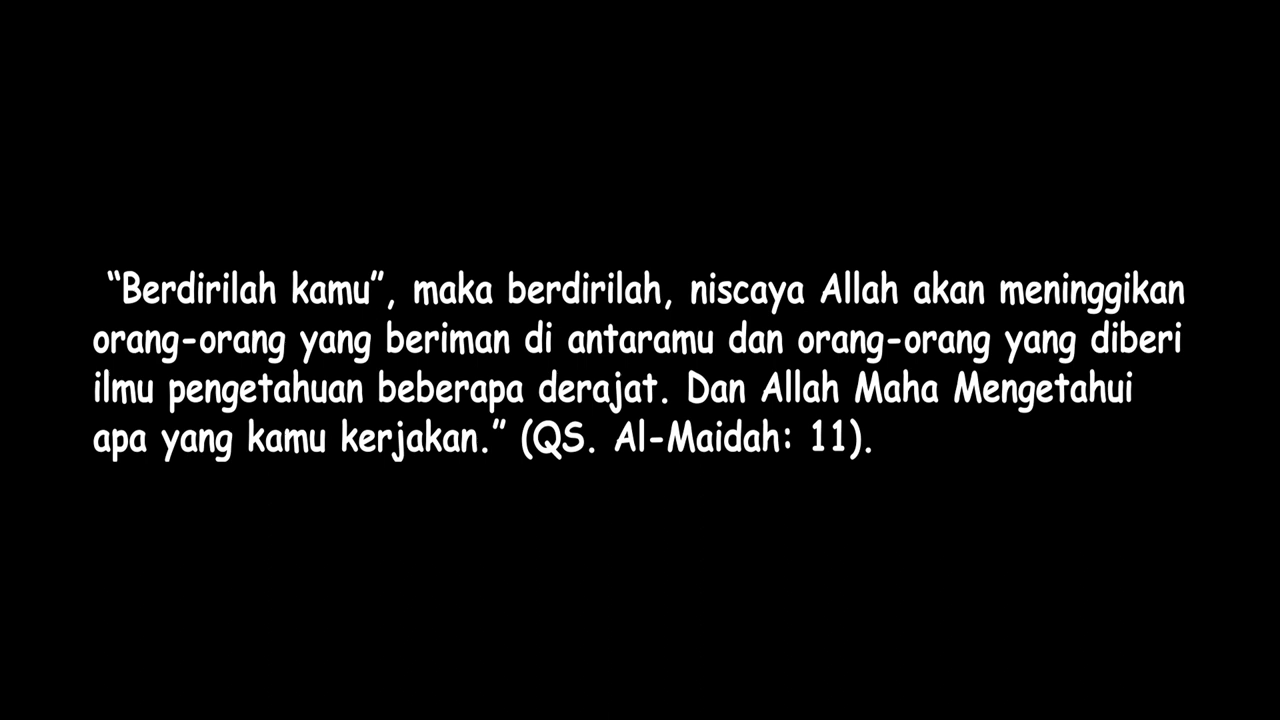 “Berdirilah kamu”, maka berdirilah, niscaya Allah akan meninggikan
orang-orang yang beriman di antaramu dan orang-orang yang diberi
ilmu pengetahuan beberapa derajat. Dan Allah Maha Mengetahui
apa yang kamu kerjakan.” (QS. Al-Maidah: 11).